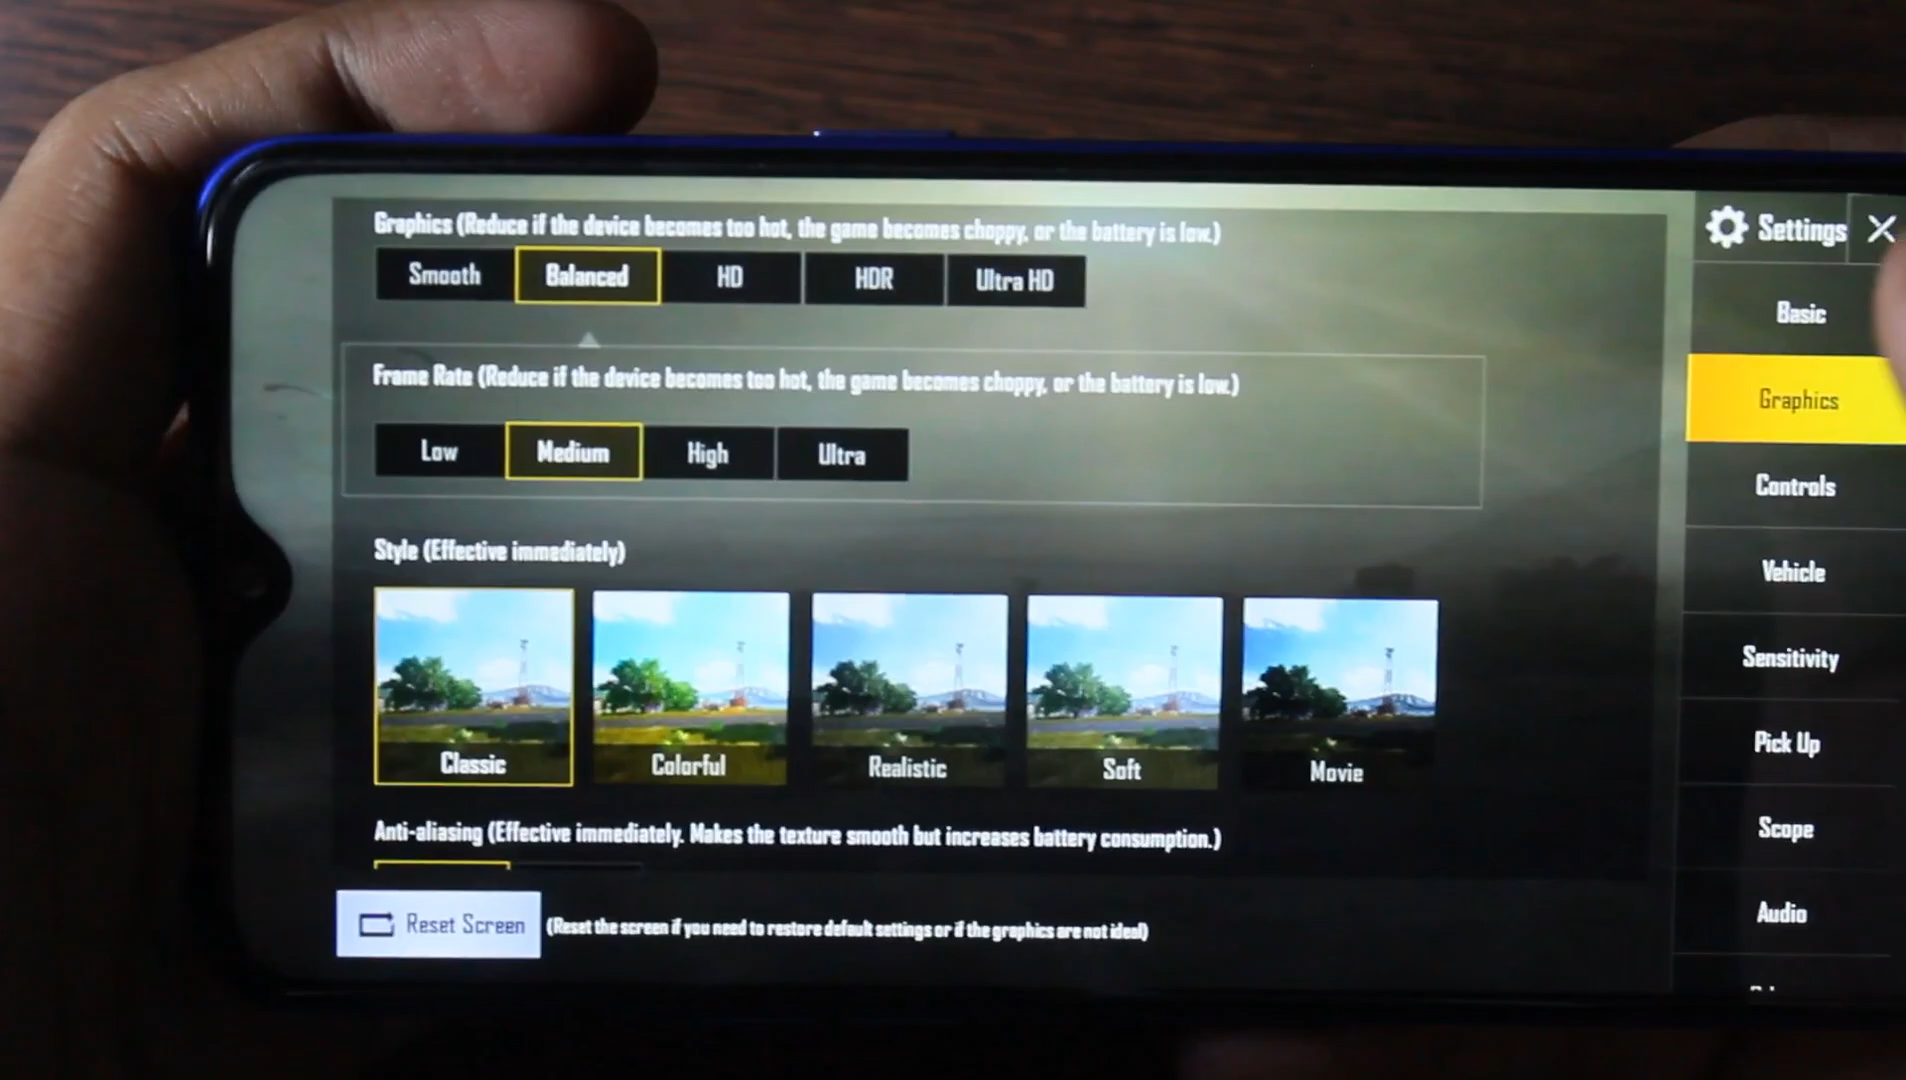 Graphics (Reduce if the device becomes too hot, the game becomes choppy, or the battery is low.)
Smooth
Balanced
HD
HDR
Ultra HD
Frame Rate (Reduce if the device becomes too hot, the game becomes choppy, or the battery is low.)
Low
Medium
High
Ultra
Style (Effective immediately)
Classic
Colorful
Realistic
Soft
Movie
Anti-aliasing (Effective immediately. Makes the texture smooth but increases battery consumption.)
Reset Screen
(Reset the screen if you need to restore default settings or if the graphics are not ideal)
Settings
Basic
Graphics
Controls
Vehicle
Sensitivity
Pick Up
Scope
Audio